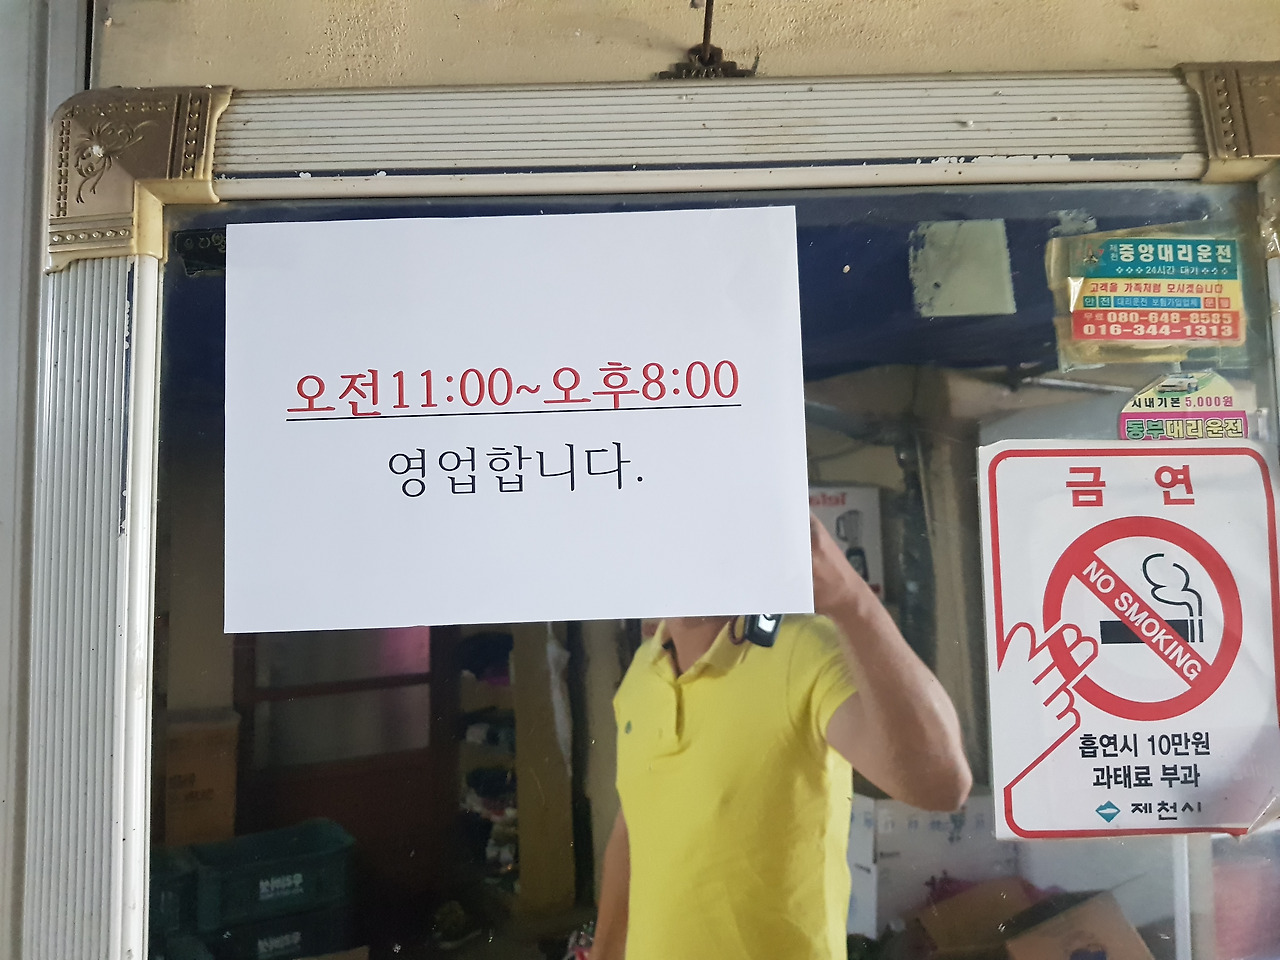 오전11:00~오후8:00
영업합니다.
제천 중앙대리운전
24시간 대기
고객을 가족처럼 모시겠습니다
안전 대리운전 보험가입업체 운행
무료 080-648-8585
016-344-1313
시내기본 5,000원
동부대리운전
금 연
NO SMOKING
흡연시 10만원
과태료 부과
제천시